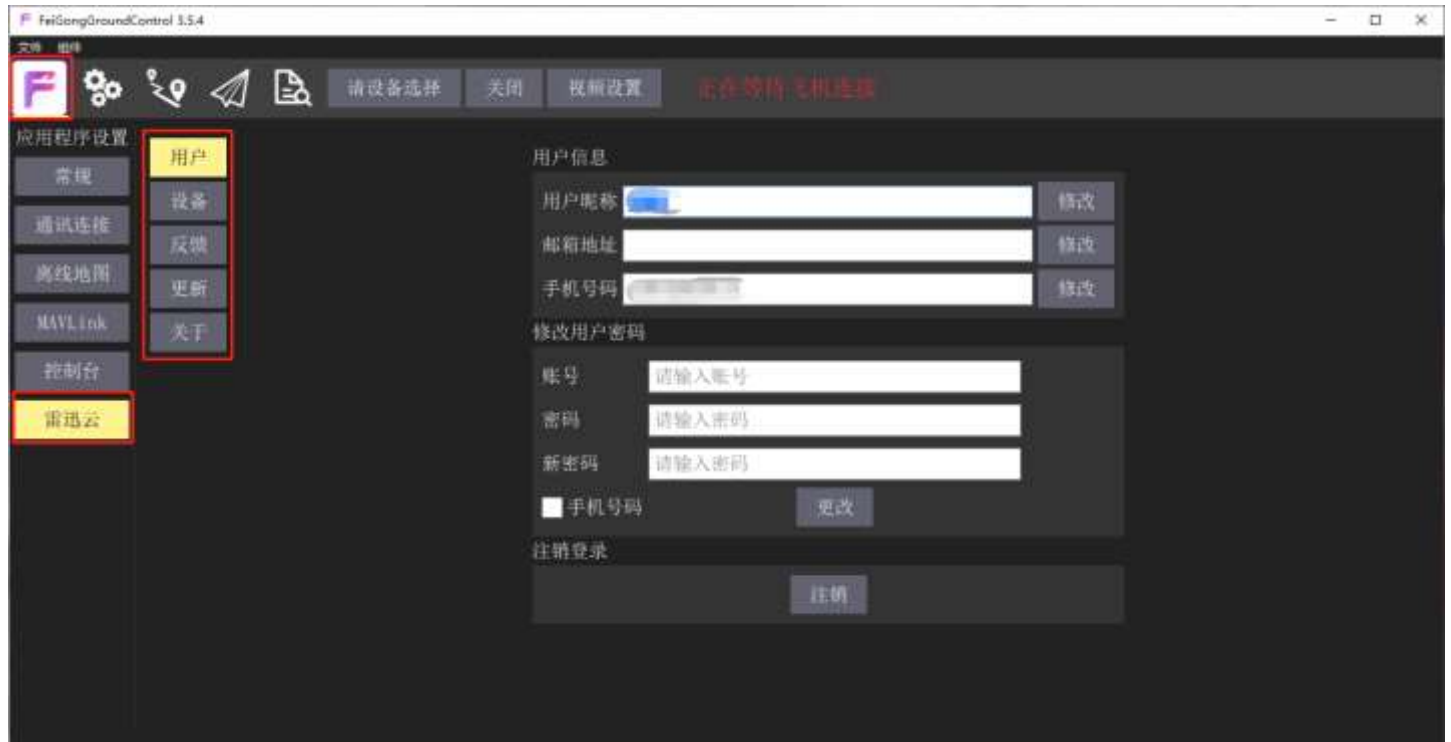 FeiGongGroundControl 3.5.4
文件 组件
请设备选择 关闭 视频设置 正在等待飞机连接
应用程序设置
常规
通讯连接
离线地图
MAVLink
控制台
雷迅云
用户
设备
反馈
更新
关于
用户信息
用户昵称 修改
邮箱地址 修改
手机号码 修改
修改用户密码
账号 请输入账号
密码 请输入密码
新密码 请输入密码
手机号码 更改
注销登录
注销